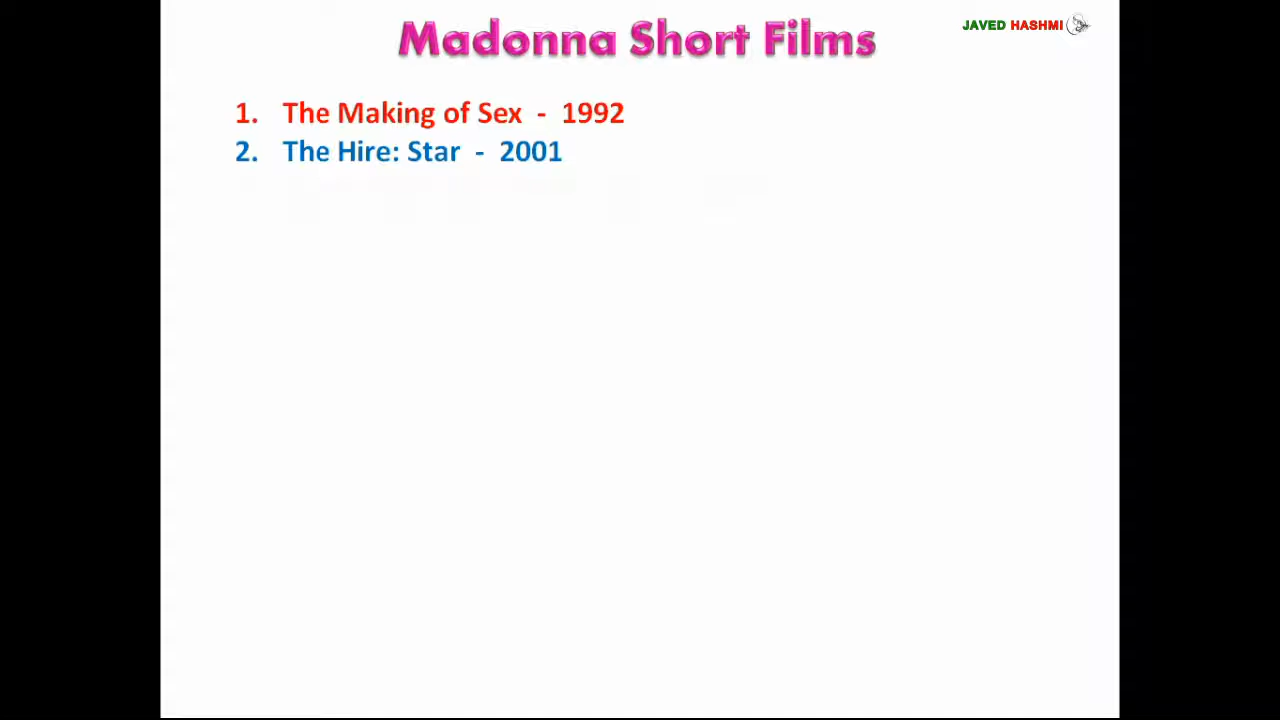 Madonna Short Films
JAVED HASHMI
1. The Making of Sex - 1992
2. The Hire: Star - 2001